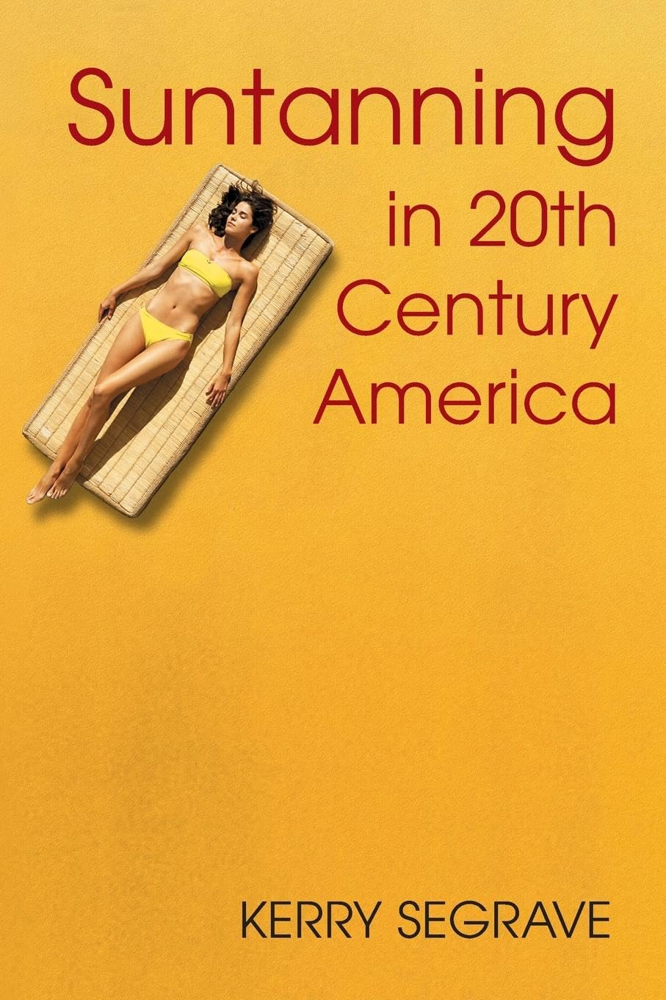 Suntanning
in 20th
Century
America
KERRY SEGRAVE